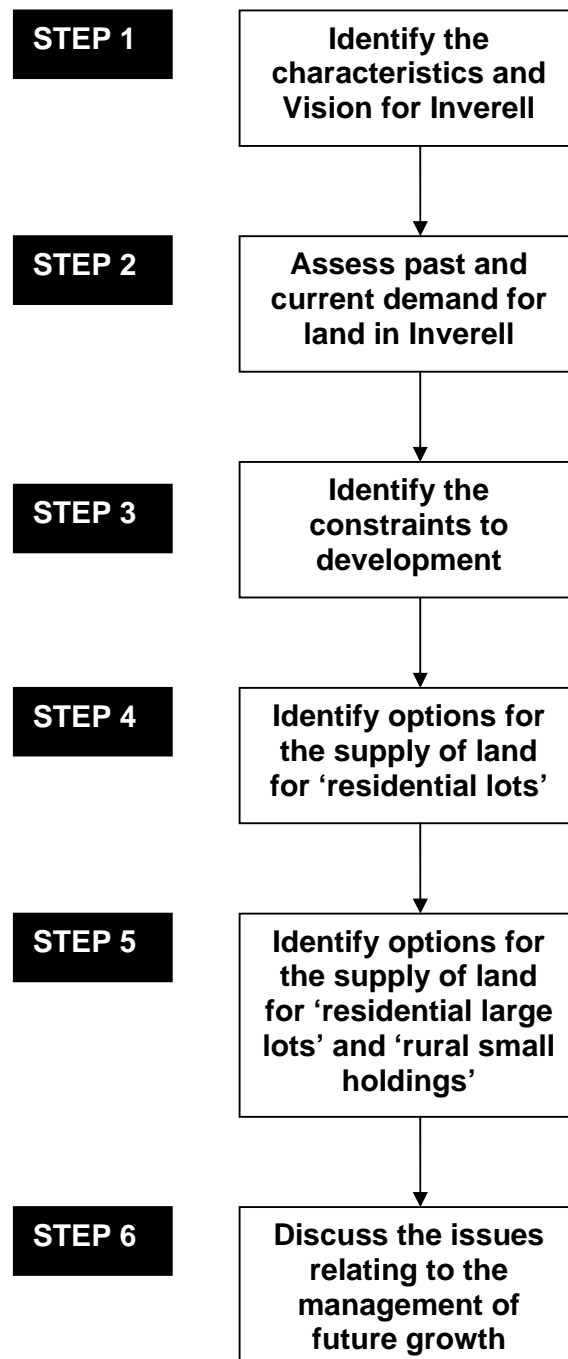 STEP 1
Identify the
characteristics and
Vision for Inverell
STEP 2
Assess past and
current demand for
land in Inverell
STEP 3
Identify the
constraints to
development
STEP 4
Identify options for
the supply of land
for ‘residential lots’
STEP 5
Identify options for
the supply of land
for ‘residential large
lots’ and ‘rural small
holdings’
STEP 6
Discuss the issues
relating to the
management of
future growth